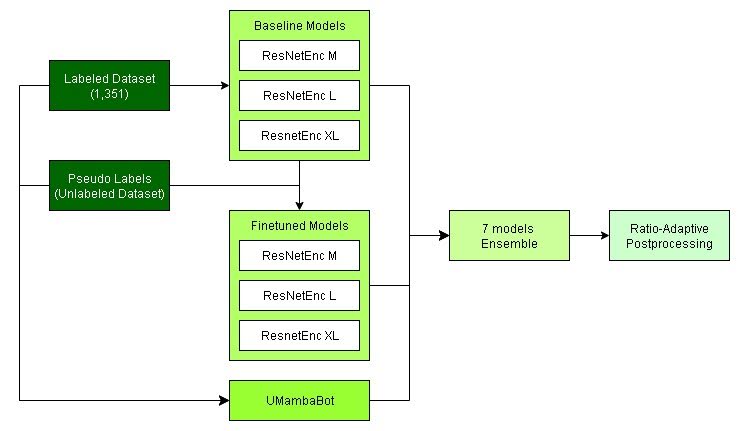 Baseline Models
ResNetEnc M
ResNetEnc L
ResnetEnc XL
Labeled Dataset
(1,351)
Pseudo Labels
(Unlabeled Dataset)
Finetuned Models
ResNetEnc M
ResNetEnc L
ResnetEnc XL
UMambaBot
7 models
Ensemble
Ratio-Adaptive
Postprocessing